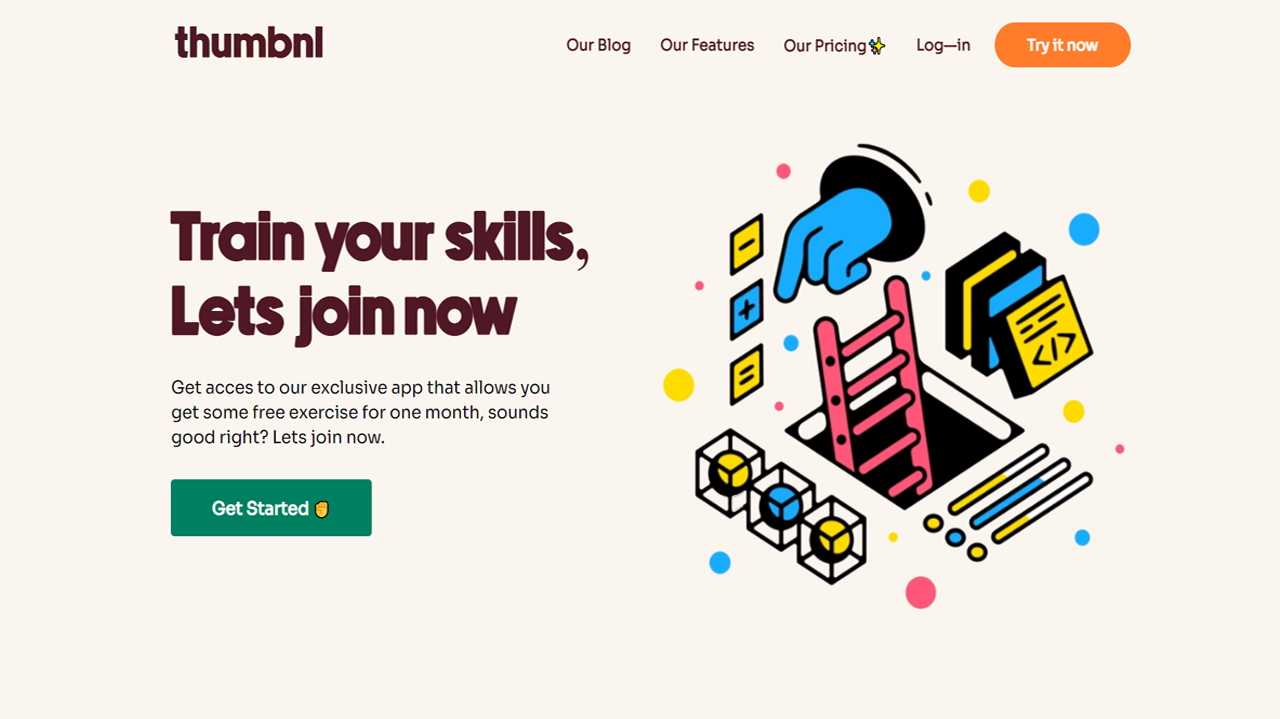 thumbnl
Our Blog
Our Features
Our Pricing✨
Log—in
Try it now
Train your skills,
Lets join now
Get acces to our exclusive app that allows you
get some free exercise for one month, sounds
good right? Lets join now.
Get Started ✊